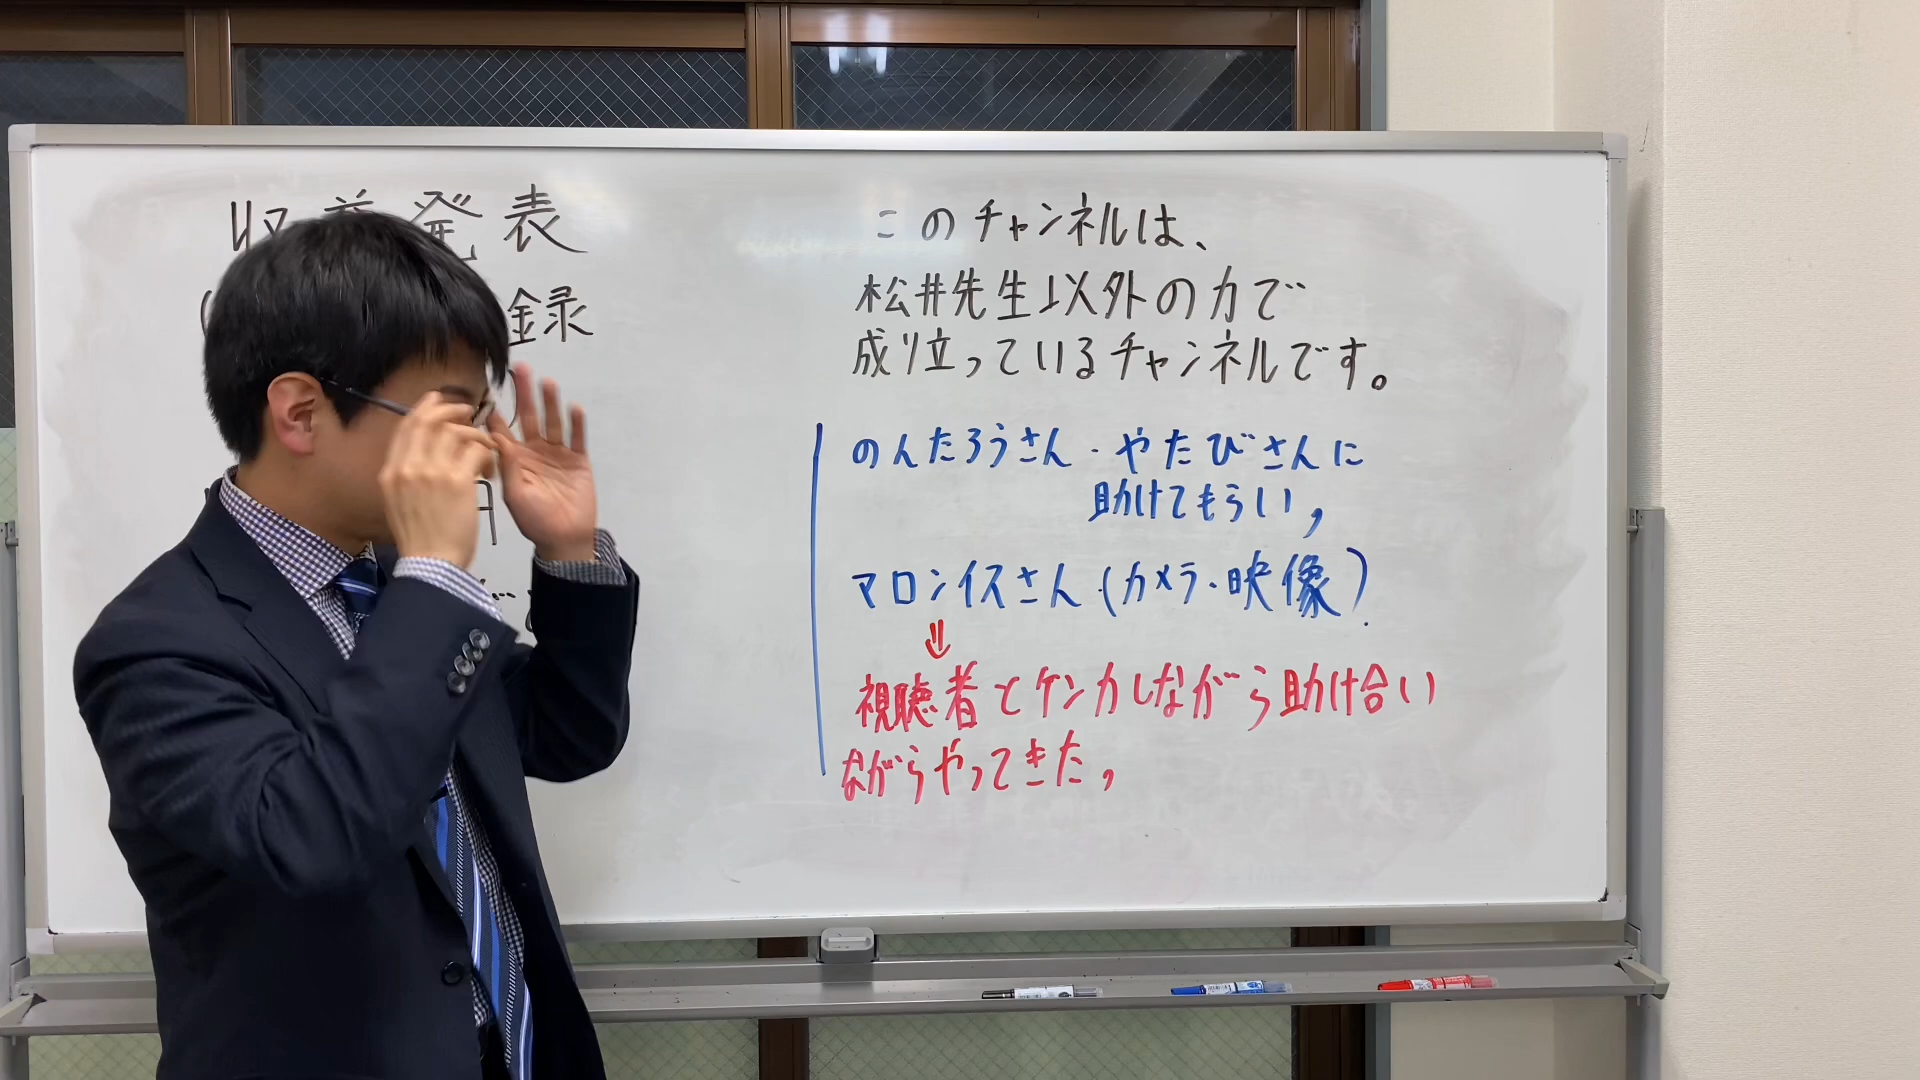 発表
録
円
このチャンネルは、
松井先生以外の力で
成り立っているチャンネルです。
のんたろうさん・やたびさんに
助けてもらい,
マロンイスさん(カメラ・映像)
⇓
視聴者とケンカしながら助け合い
ながらやってきた,